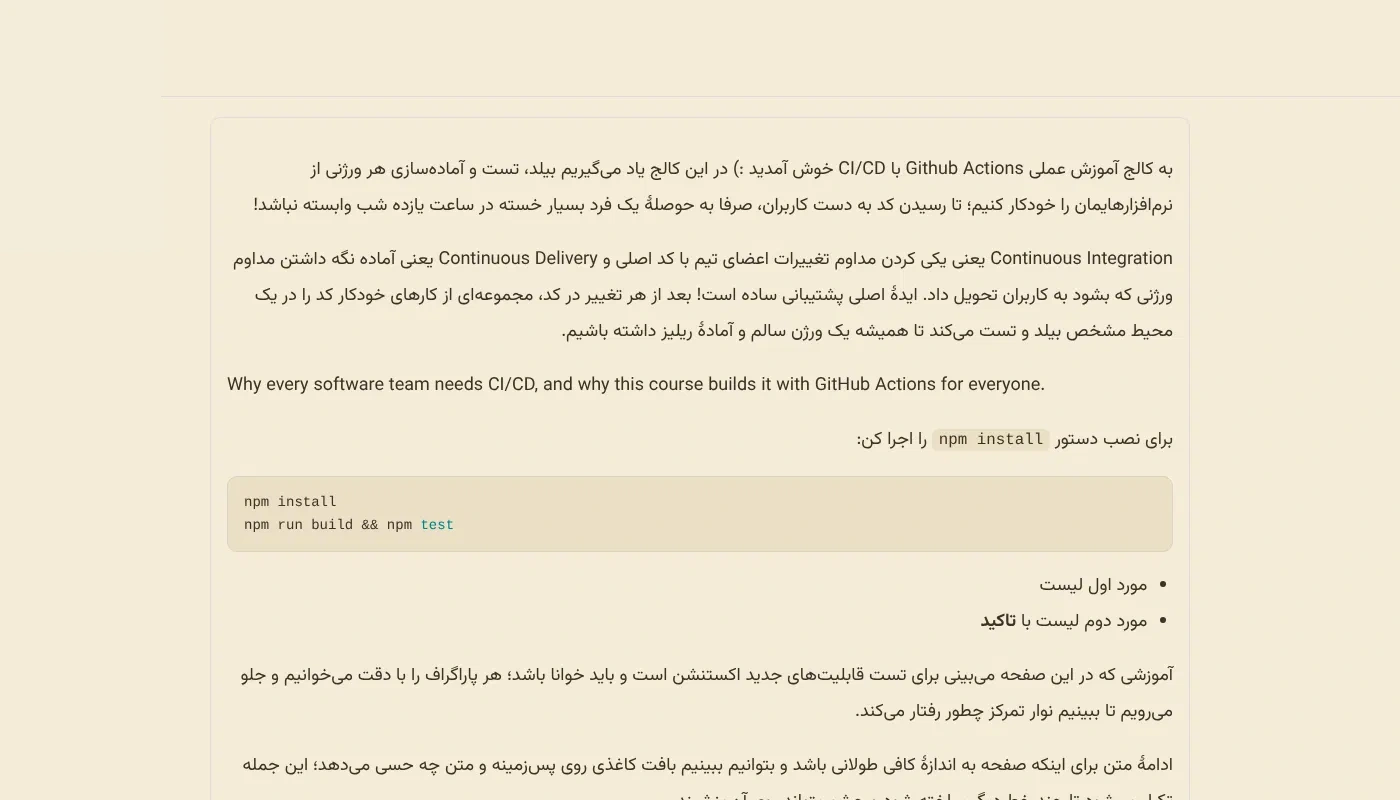 به کالج آموزش عملی Github Actions با CI/CD خوش آمدید :) در این کالج یاد می‌گیریم بیلد، تست و آماده‌سازی هر ورژنی از
نرم‌افزارهایمان را خودکار کنیم؛ تا رسیدن کد به دست کاربران، صرفا به حوصلهٔ یک فرد بسیار خسته در ساعت یازده شب وابسته نباشد!
Continuous Integration یعنی یکی کردن مداوم تغییرات اعضای تیم با کد اصلی و Continuous Delivery یعنی آماده نگه داشتن مداوم
ورژنی که بشود به کاربران تحویل داد. ایدهٔ اصلی پشتیبانی ساده است! بعد از هر تغییر در کد، مجموعه‌ای از کارهای خودکار کد را در یک
محیط مشخص بیلد و تست می‌کند تا همیشه یک ورژن سالم و آمادهٔ ریلیز داشته باشیم.
Why every software team needs CI/CD, and why this course builds it with GitHub Actions for everyone.
برای نصب دستور npm install را اجرا کن:
npm install
npm run build && npm test
• مورد اول لیست
• مورد دوم لیست با تاکید
آموزشی که در این صفحه می‌بینی برای تست قابلیت‌های جدید اکستنشن است و باید خوانا باشد؛ هر پاراگراف را با دقت می‌خوانیم و جلو
می‌رویم تا ببینیم نوار تمرکز چطور رفتار می‌کند.
ادامهٔ متن برای اینکه صفحه به اندازهٔ کافی طولانی باشد و بتوانیم ببینیم بافت کاغذی روی پس‌زمینه و متن چه حسی می‌دهد؛ این جمله